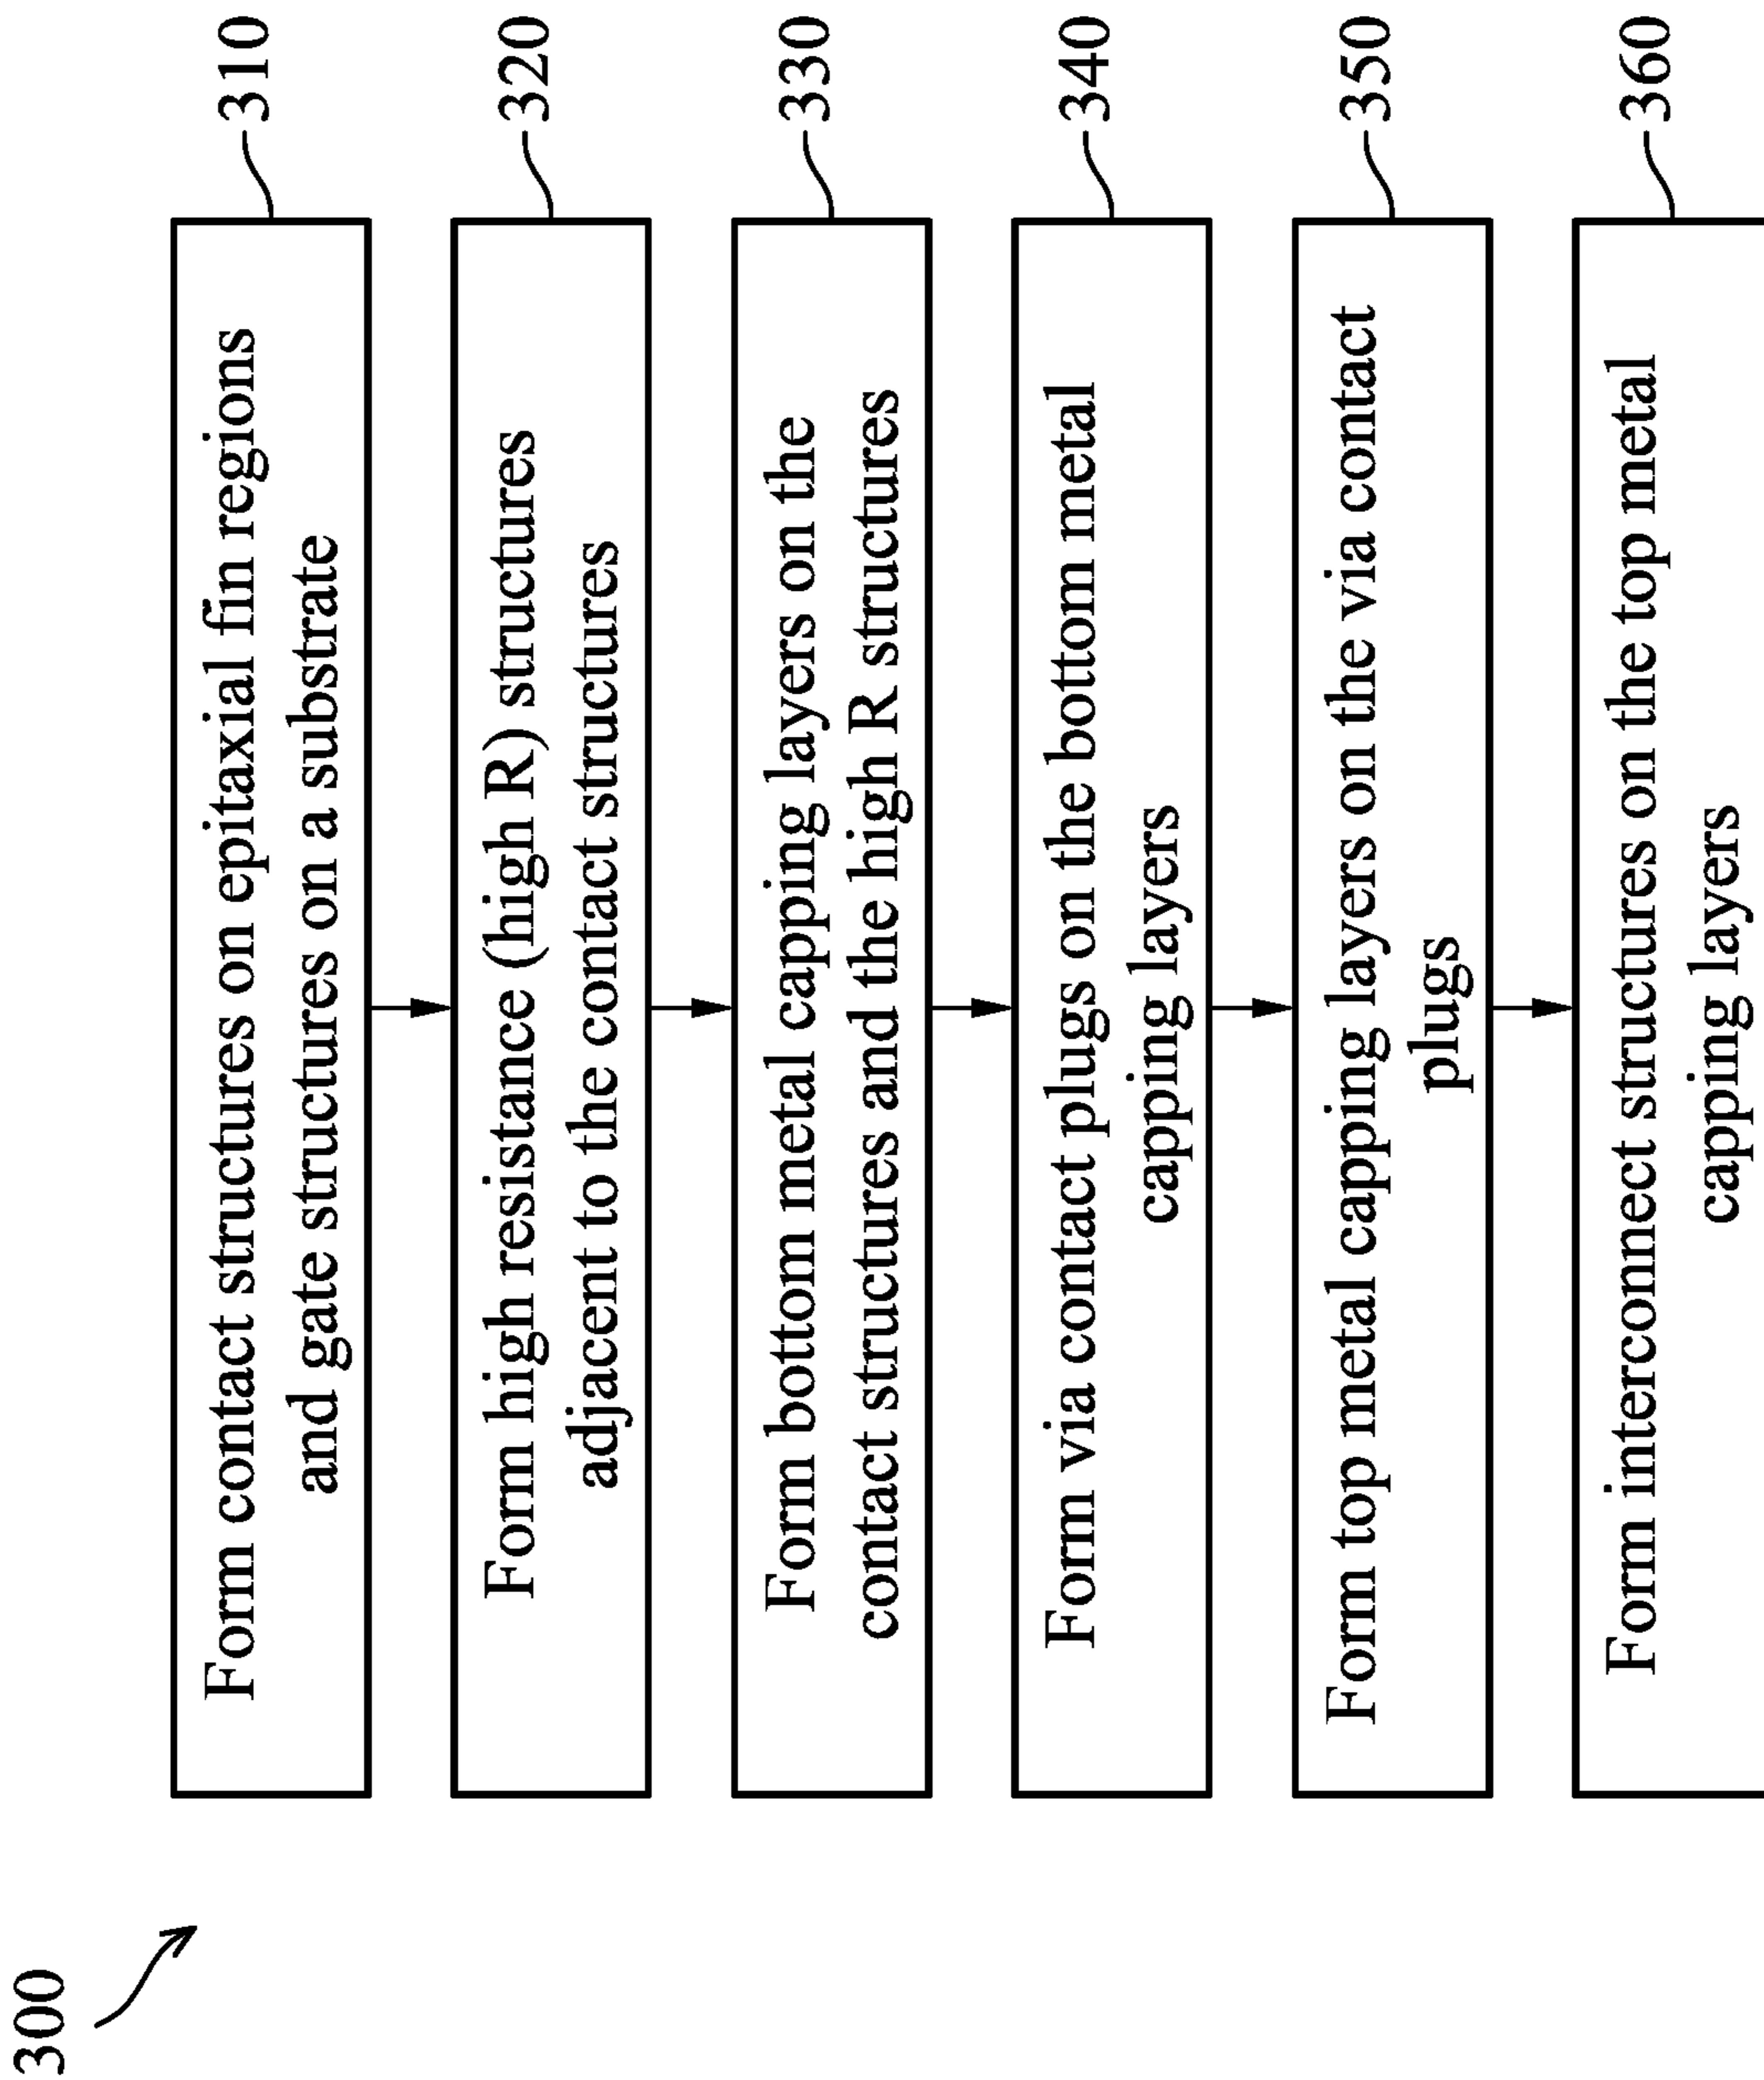 300
Form contact structures on epitaxial fin regions
and gate structures on a substrate
310
Form high resistance (high R) structures
adjacent to the contact structures
320
Form bottom metal capping layers on the
contact structures and the high R structures
330
Form via contact plugs on the bottom metal
capping layers
340
Form top metal capping layers on the via contact
plugs
350
Form interconnect structures on the top metal
capping layers
360